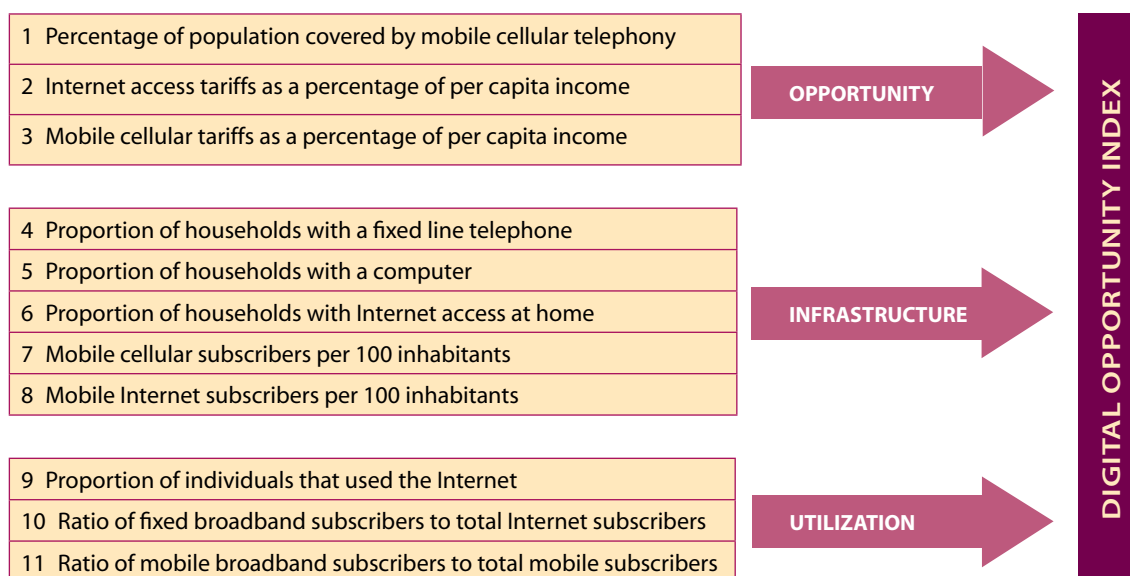 1 Percentage of population covered by mobile cellular telephony
2 Internet access tariffs as a percentage of per capita income
3 Mobile cellular tariffs as a percentage of per capita income
OPPORTUNITY
4 Proportion of households with a fixed line telephone
5 Proportion of households with a computer
6 Proportion of households with Internet access at home
7 Mobile cellular subscribers per 100 inhabitants
8 Mobile Internet subscribers per 100 inhabitants
INFRASTRUCTURE
9 Proportion of individuals that used the Internet
10 Ratio of fixed broadband subscribers to total Internet subscribers
11 Ratio of mobile broadband subscribers to total mobile subscribers
UTILIZATION
DIGITAL OPPORTUNITY INDEX